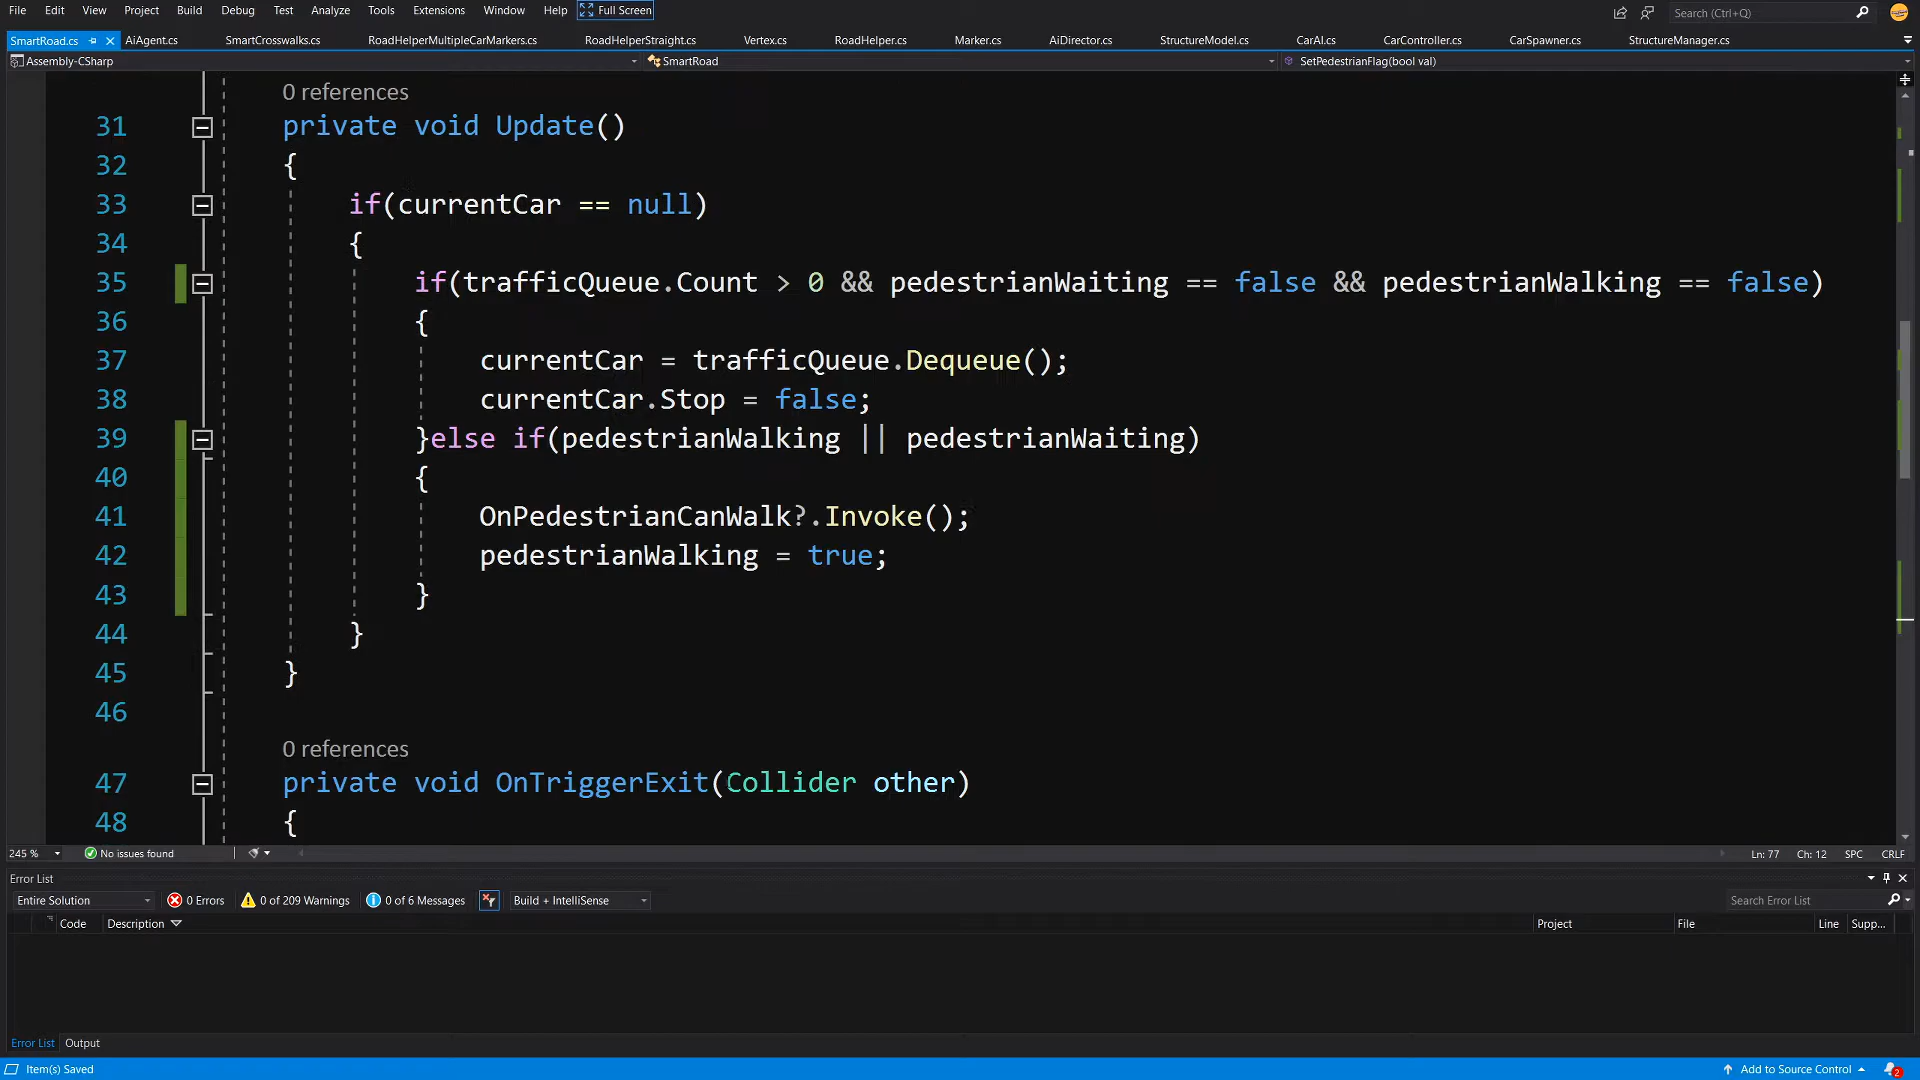 File Edit View Project Build Debug Test Analyze Tools Extensions Window Help Full Screen Search (Ctrl+Q)
SmartRoad.cs AiAgent.cs SmartCrosswalks.cs RoadHelperMultipleCarMarkers.cs RoadHelperStraight.cs Vertex.cs RoadHelper.cs Marker.cs AiDirector.cs StructureModel.cs CarAI.cs CarController.cs CarSpawner.cs StructureManager.cs
Assembly-CSharp SmartRoad SetPedestrianFlag(bool val)
0 references
31 private void Update()
32 {
33 if(currentCar == null)
34 {
35 if(trafficQueue.Count > 0 && pedestrianWaiting == false && pedestrianWalking == false)
36 {
37 currentCar = trafficQueue.Dequeue();
38 currentCar.Stop = false;
39 }else if(pedestrianWalking || pedestrianWaiting)
40 {
41 OnPedestrianCanWalk?.Invoke();
42 pedestrianWalking = true;
43 }
44 }
45 }
46
0 references
47 private void OnTriggerExit(Collider other)
48 {
245 % No issues found Ln: 77 Ch: 12 SPC CRLF
Error List
Entire Solution 0 Errors 0 of 209 Warnings 0 of 6 Messages Build + IntelliSense Search Error List
Code Description Project File Line Supp...
Error List Output
Item(s) Saved Add to Source Control 2